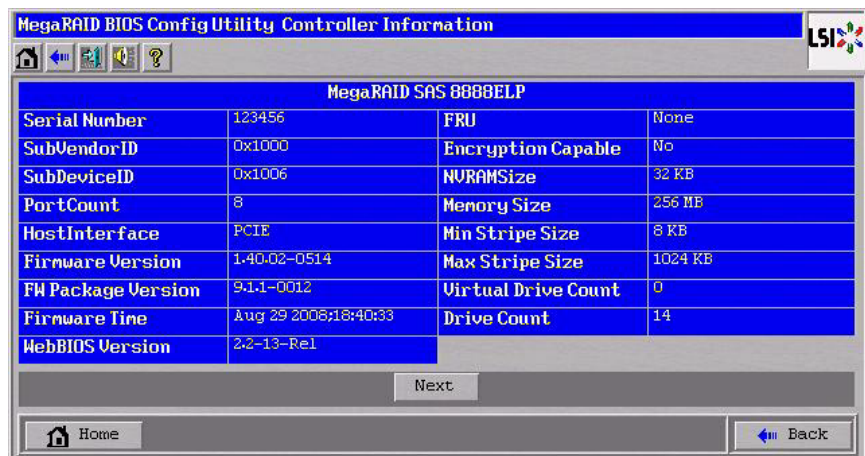 MegaRAID BIOS Config Utility Controller Information
LSI
MegaRAID SAS 8888ELP
Serial Number 123456 FRU None
SubVendorID 0x1000 Encryption Capable No
SubDeviceID 0x1006 NVRAMSize 32 KB
PortCount 8 Memory Size 256 MB
HostInterface PCIE Min Stripe Size 8 KB
Firmware Version 1.40.02-0514 Max Stripe Size 1024 KB
FW Package Version 9.1.1-0012 Virtual Drive Count 0
Firmware Time Aug 29 2008;18:40:33 Drive Count 14
WebBIOS Version 2.2-13-Rel
Next
Home Back